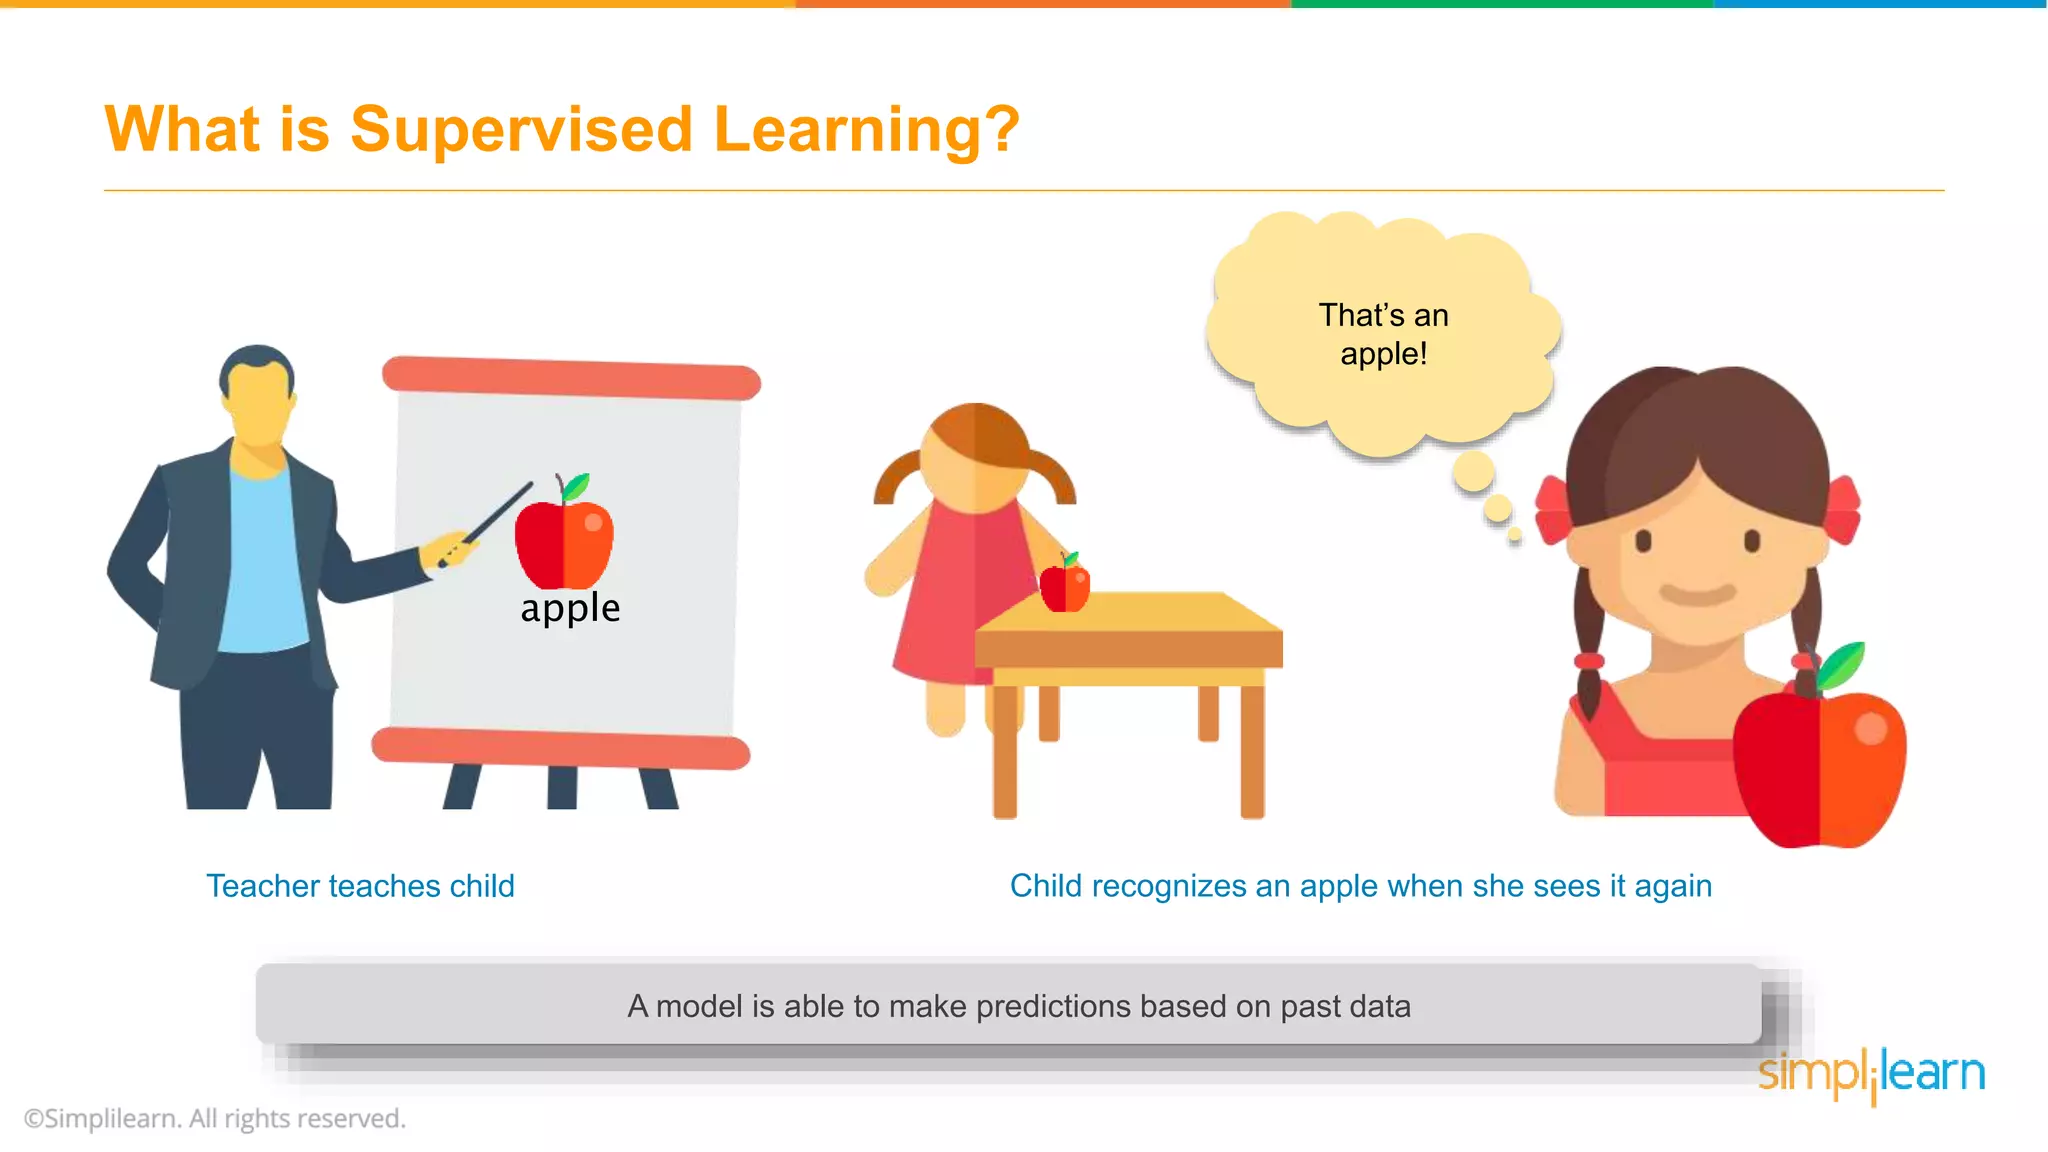 What is Supervised Learning?
That’s an
apple!
apple
Teacher teaches child
Child recognizes an apple when she sees it again
A model is able to make predictions based on past data
simplilearn
©Simplilearn. All rights reserved.